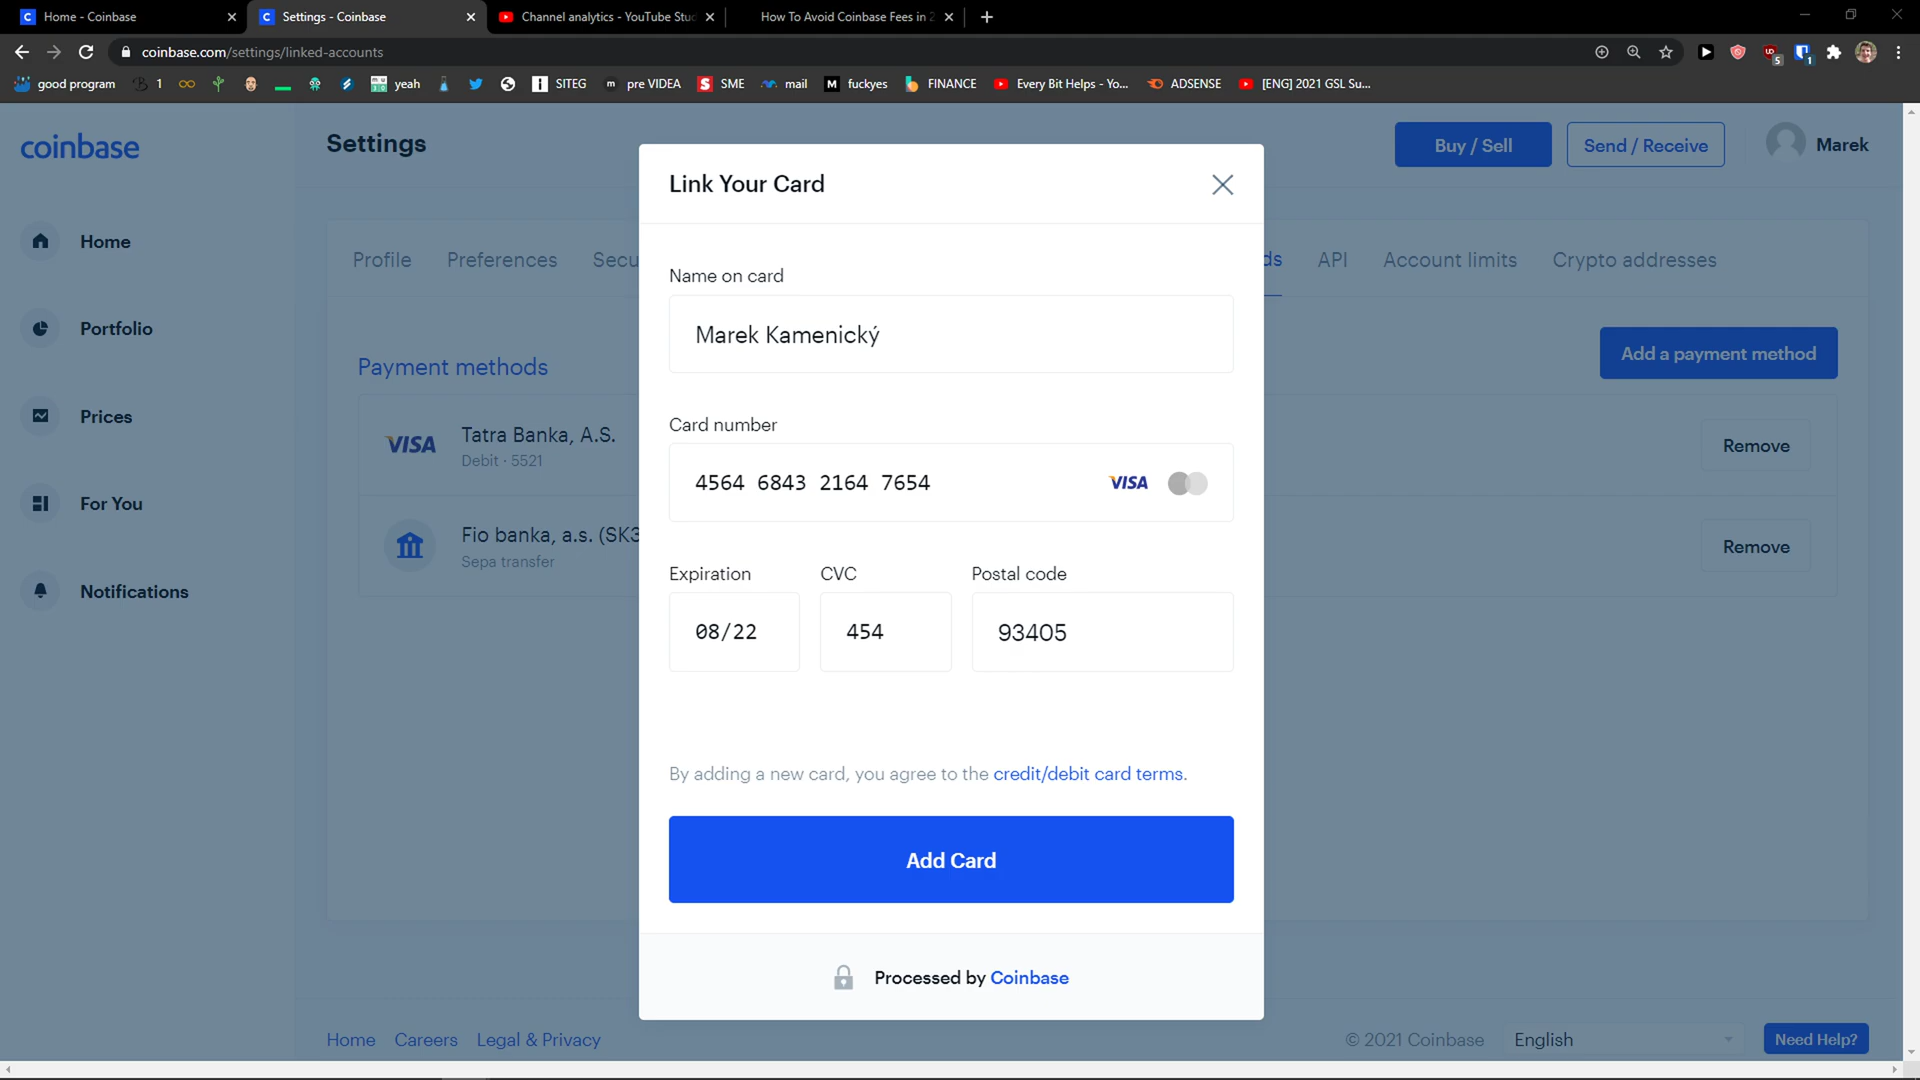 Home - Coinbase
Settings - Coinbase
Channel analytics - YouTube Stu
How To Avoid Coinbase Fees in 2
coinbase.com/settings/linked-accounts
good program
1
yeah
SITEG
pre VIDEA
SME
mail
fuckyes
FINANCE
Every Bit Helps - Yo...
ADSENSE
[ENG] 2021 GSL Su...
coinbase
Settings
Buy / Sell
Send / Receive
Marek
Home
Portfolio
Prices
For You
Notifications
Profile
Preferences
Secu
ds
API
Account limits
Crypto addresses
Payment methods
Add a payment method
VISA
Tatra Banka, A.S.
Debit · 5521
Remove
Fio banka, a.s. (SK3
Sepa transfer
Remove
Link Your Card
Name on card
Marek Kamenický
Card number
4564 6843 2164 7654
VISA
Expiration
CVC
Postal code
08/22
454
93405
By adding a new card, you agree to the credit/debit card terms.
Add Card
Processed by Coinbase
Home
Careers
Legal & Privacy
© 2021 Coinbase
English
Need Help?